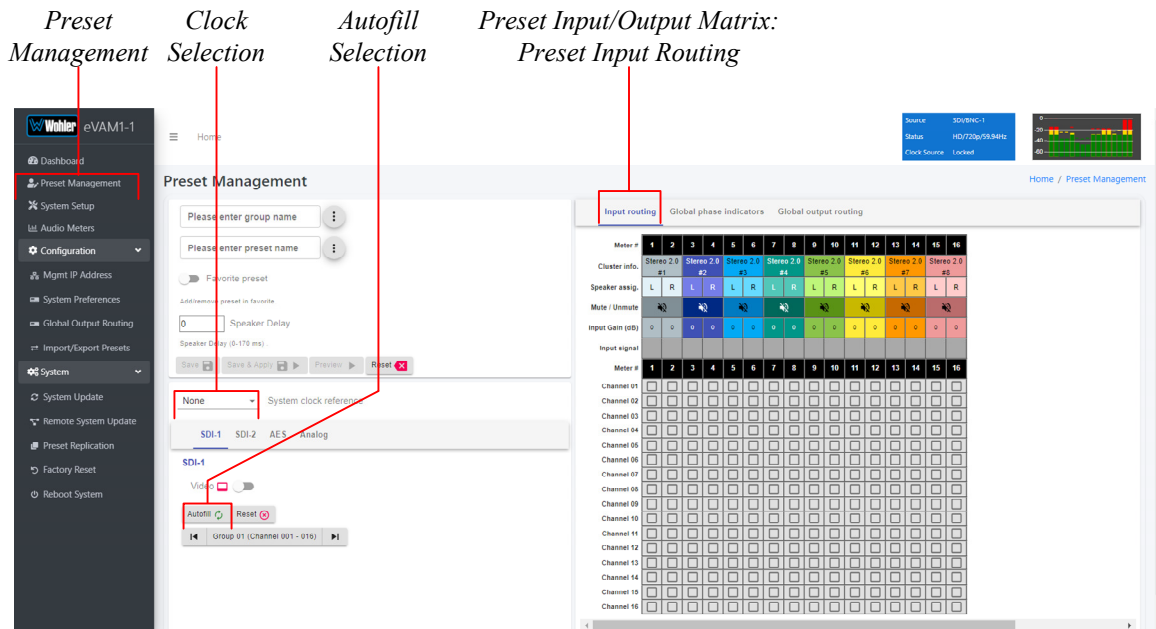 Preset Management
Clock Selection
Autofill Selection
Preset Input/Output Matrix: Preset Input Routing
Wohler eVAM1-1
Home
Source SDI/BNC-1
Status HD/720p/59.94Hz
Clock Source Locked
0
-20
-40
-60
Dashboard
Preset Management
System Setup
Audio Meters
Configuration
Mgmt IP Address
System Preferences
Global Output Routing
Import/Export Presets
System
System Update
Remote System Update
Preset Replication
Factory Reset
Reboot System
Preset Management
Home / Preset Management
Please enter group name
Please enter preset name
Favorite preset
Add/remove preset in favorite
0 Speaker Delay
Speaker Delay (0-170 ms)
Save Save & Apply Preview Reset
None System clock reference
SDI-1 SDI-2 AES Analog
SDI-1
Video
Autofill Reset
Group 01 (Channel 001 - 016)
Input routing Global phase indicators Global output routing
Meter # 1 2 3 4 5 6 7 8 9 10 11 12 13 14 15 16
Cluster info. Stereo 2.0 #1 Stereo 2.0 #2 Stereo 2.0 #3 Stereo 2.0 #4 Stereo 2.0 #5 Stereo 2.0 #6 Stereo 2.0 #7 Stereo 2.0 #8
Speaker assig. L R L R L R L R L R L R L R L R
Mute / Unmute
Input Gain (dB) 0 0 0 0 0 0 0 0 0 0 0 0 0 0 0 0
Input signal
Meter # 1 2 3 4 5 6 7 8 9 10 11 12 13 14 15 16
Channel 01
Channel 02
Channel 03
Channel 04
Channel 05
Channel 06
Channel 07
Channel 08
Channel 09
Channel 10
Channel 11
Channel 12
Channel 13
Channel 14
Channel 15
Channel 16